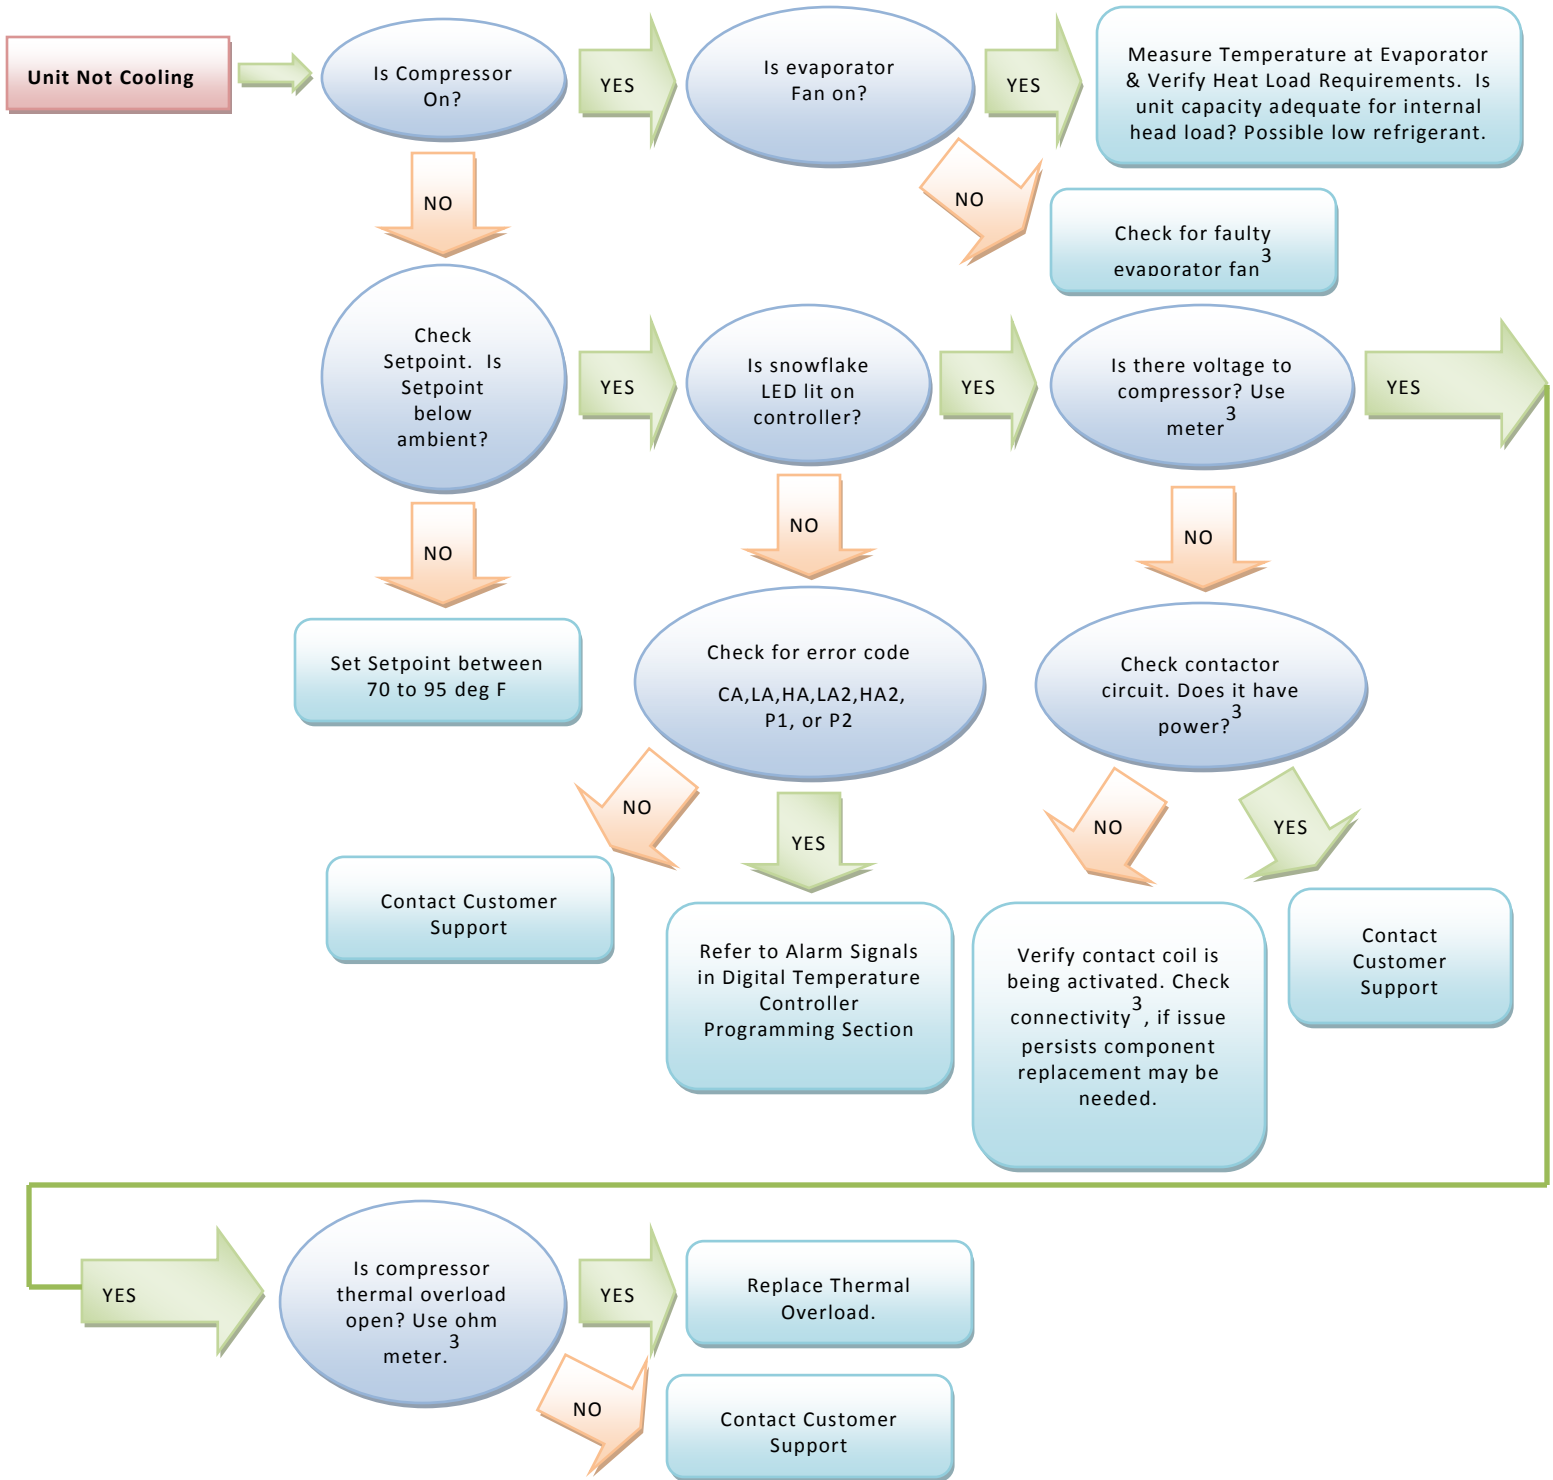 Unit Not Cooling
Is Compressor
On?
YES
Is evaporator
Fan on?
YES
Measure Temperature at Evaporator
& Verify Heat Load Requirements. Is
unit capacity adequate for internal
head load? Possible low refrigerant.
NO
NO
Check for faulty
evaporator fan3
Check
Setpoint. Is
Setpoint
below
ambient?
YES
Is snowflake
LED lit on
controller?
YES
Is there voltage to
compressor? Use
meter3
YES
NO
NO
NO
Set Setpoint between
70 to 95 deg F
Check for error code
CA,LA,HA,LA2,HA2,
P1, or P2
Check contactor
circuit. Does it have
power?3
NO
YES
NO
YES
Contact Customer
Support
Refer to Alarm Signals
in Digital Temperature
Controller
Programming Section
Verify contact coil is
being activated. Check
connectivity3, if issue
persists component
replacement may be
needed.
Contact
Customer
Support
YES
Is compressor
thermal overload
open? Use ohm
meter.3
YES
Replace Thermal
Overload.
NO
Contact Customer
Support